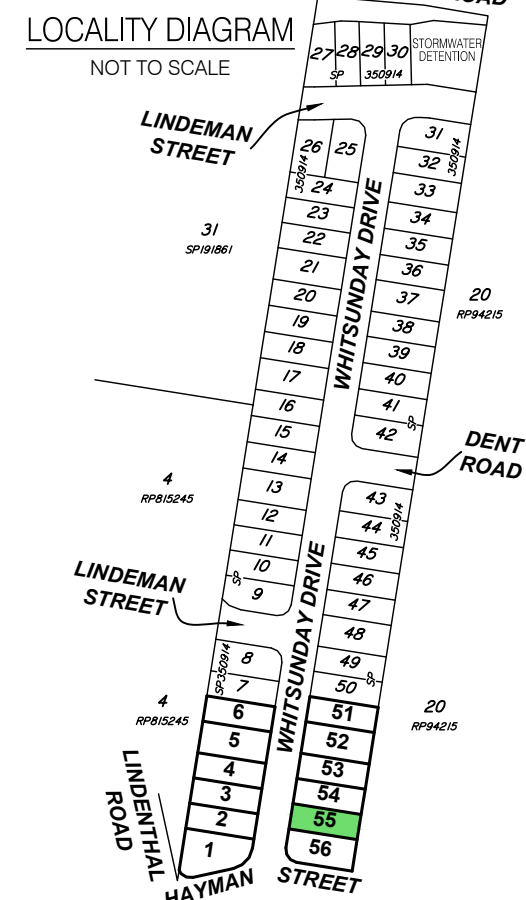 ROAD
LOCALITY DIAGRAM
NOT TO SCALE
27 28 29 30
SP 350914
STORMWATER
DETENTION
LINDEMAN
STREET
26 25
350914
24
23
22
21
20
19
18
17
16
15
14
13
12
11
10
SP
9
31
32
350914
33
34
35
36
37
38
39
40
41
SP
42
WHITSUNDAY DRIVE
31
SP191861
20
RP94215
DENT
ROAD
4
RP815245
43
44
350914
45
46
47
48
49
SP
50
LINDEMAN
STREET
WHITSUNDAY DRIVE
8
SP350914
7
4
RP815245
20
RP94215
6
5
4
3
2
1
51
52
53
54
55
56
LINDENTHAL
ROAD
HAYMAN STREET